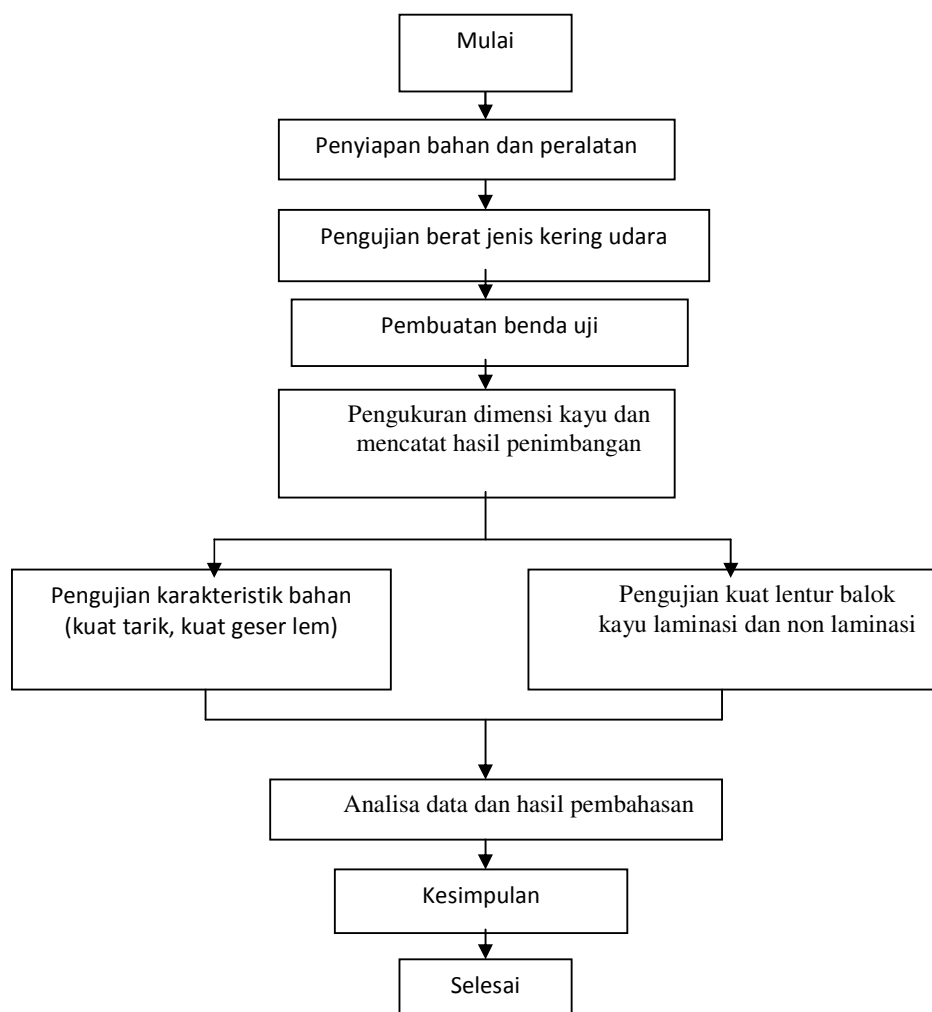 Mulai
Penyiapan bahan dan peralatan
Pengujian berat jenis kering udara
Pembuatan benda uji
Pengukuran dimensi kayu dan
mencatat hasil penimbangan
Pengujian karakteristik bahan
(kuat tarik, kuat geser lem)
Pengujian kuat lentur balok
kayu laminasi dan non laminasi
Analisa data dan hasil pembahasan
Kesimpulan
Selesai